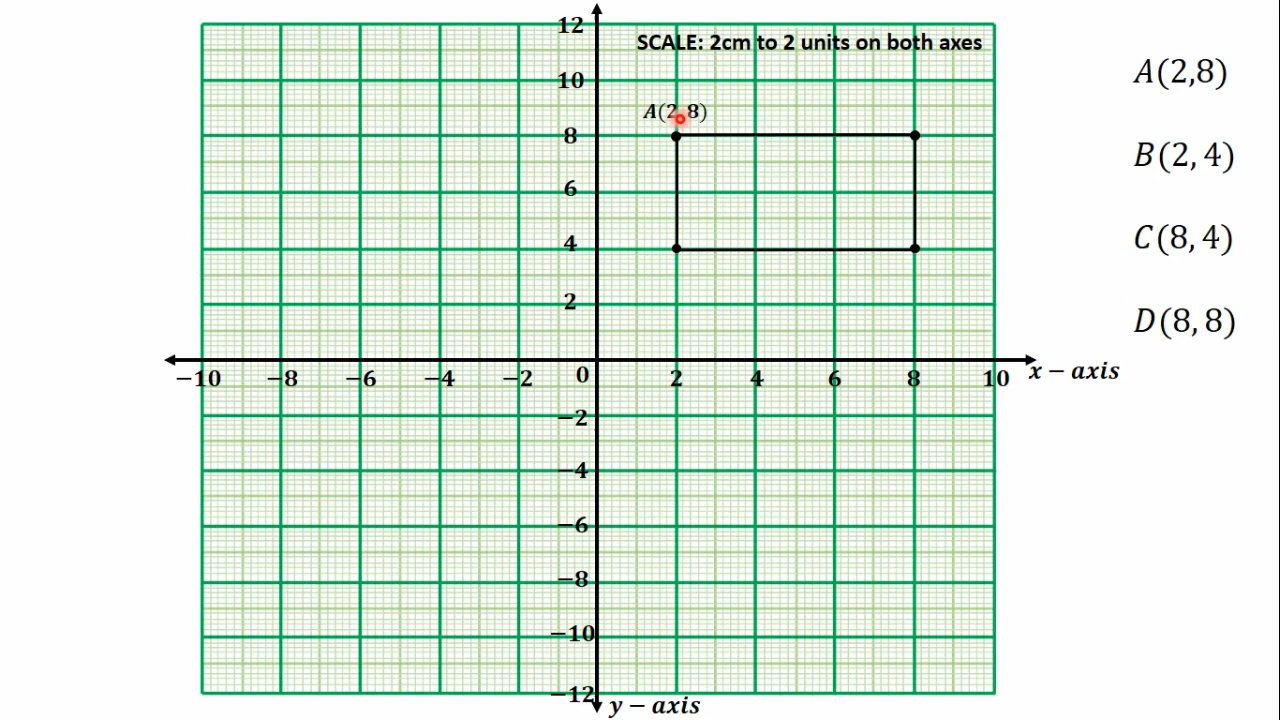 12
SCALE: 2cm to 2 units on both axes
10
A(2,8)
8
6
4
2
−10 −8 −6 −4 −2 0 2 4 6 8 10 x − axis
−2
−4
−6
−8
−10
−12
y − axis
A(2,8)
B(2, 4)
C(8, 4)
D(8, 8)